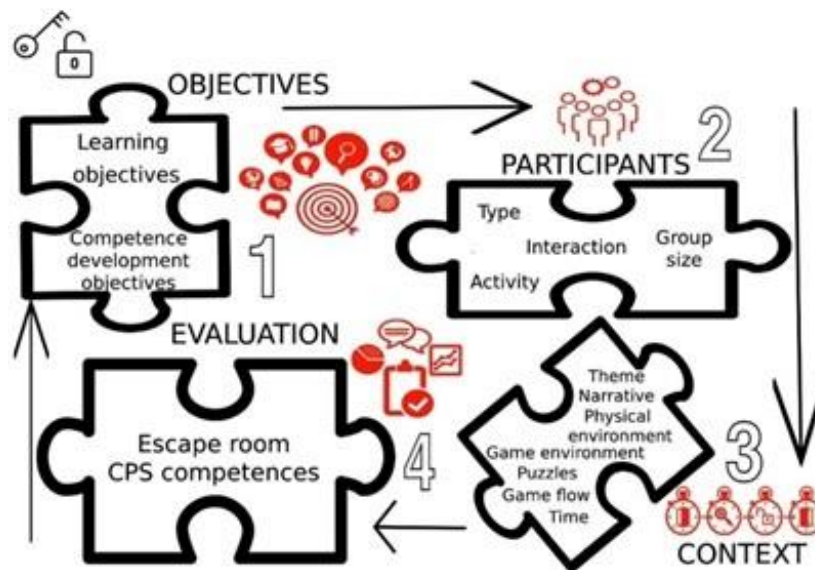 0
OBJECTIVES
Learning
objectives
Competence
development
objectives
1
2
PARTICIPANTS
Type
Interaction
Group
size
Activity
Theme
Narrative
Physical
environment
Game environment
Puzzles
Game flow
Time
3
CONTEXT
EVALUATION
Escape room
CPS competences
4